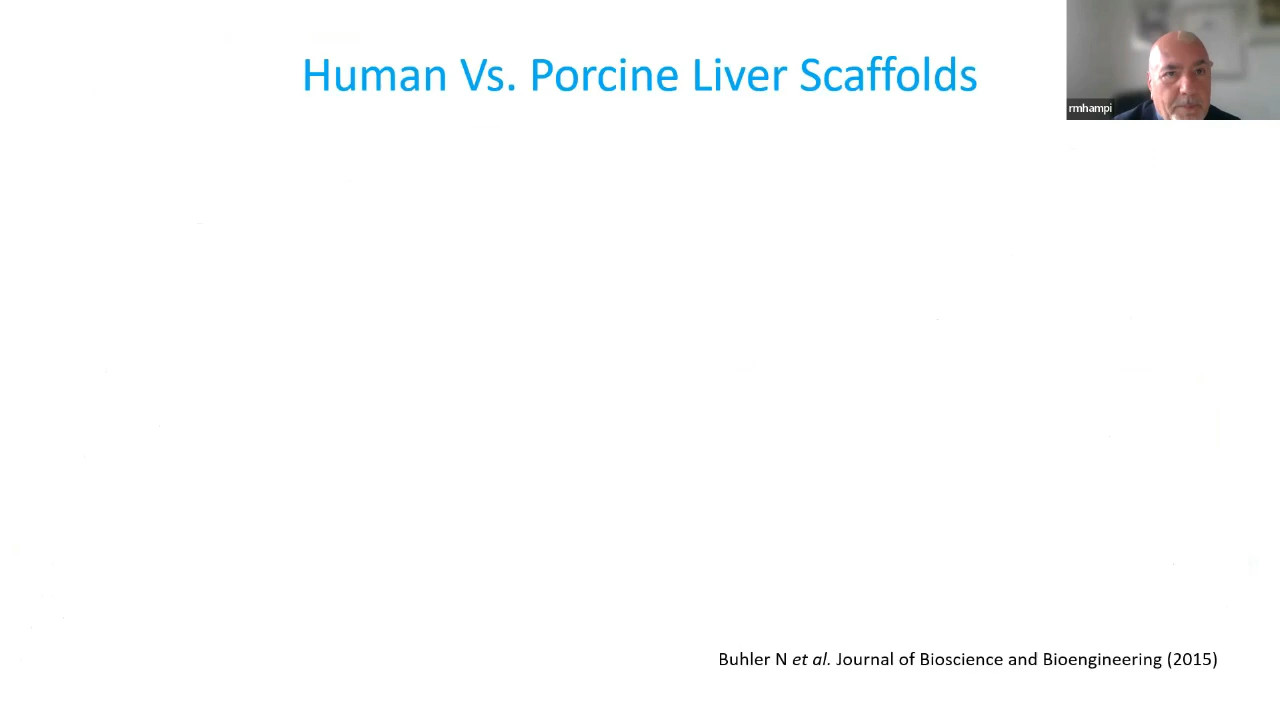 Human Vs. Porcine Liver Scaffolds
rmhampi
Buhler N et al. Journal of Bioscience and Bioengineering (2015)